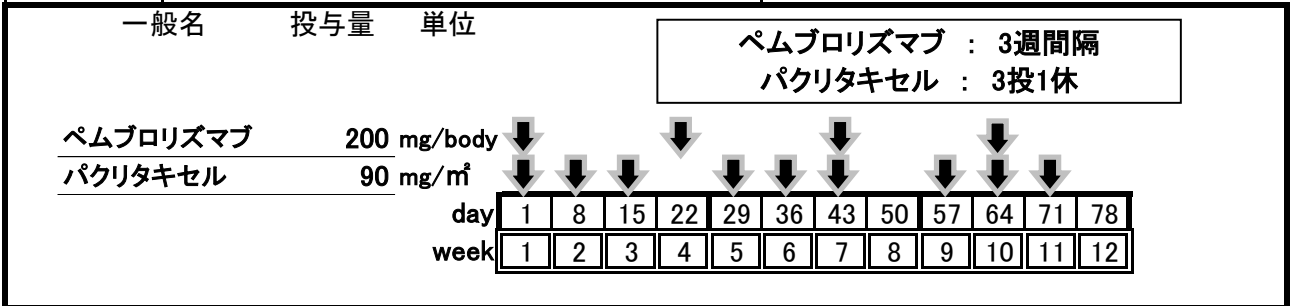 一般名 投与量 単位
ペムブロリズマブ : 3週間隔
パクリタキセル : 3投1休
ペムブロリズマブ 200 mg/body
パクリタキセル 90 mg/㎡
day 1 8 15 22 29 36 43 50 57 64 71 78
week 1 2 3 4 5 6 7 8 9 10 11 12